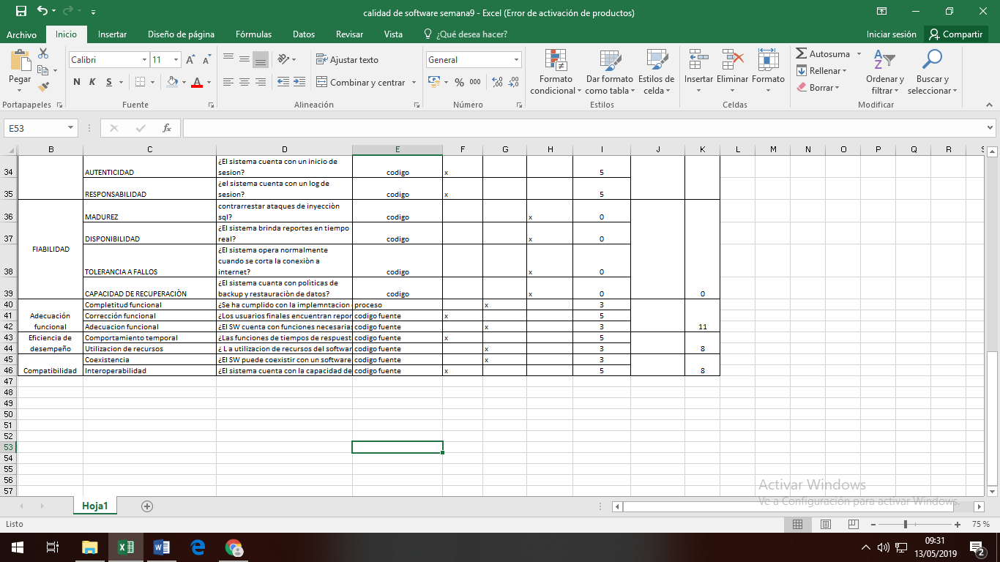 calidad de software semana9 - Excel (Error de activación de productos)
Archivo Inicio Insertar Diseño de página Fórmulas Datos Revisar Vista ¿Qué desea hacer? Iniciar sesión Compartir
Pegar
Calibri 11
N K S
Ajustar texto
Combinar y centrar
General
% 000
Formato condicional
Dar formato como tabla
Estilos de celda
Insertar Eliminar Formato
Autosuma
Rellenar
Borrar
Ordenar y filtrar
Buscar y seleccionar
Portapapeles Fuente Alineación Número Estilos Celdas Modificar
E53 fx
B C D E F G H I J K L M N O P Q R S
34 AUTENTICIDAD ¿El sistema cuenta con un inicio de sesion? codigo x 5
35 RESPONSABILIDAD ¿el sistema cuenta con un log de sesion? codigo x 5
FIABILIDAD
36 MADUREZ contrarrestar ataques de inyecciòn sql? codigo x 0
37 DISPONIBILIDAD ¿El sistema brinda reportes en tiempo real? codigo x 0
38 TOLERANCIA A FALLOS ¿El sistema opera normalmente cuando se corta la conexiòn a internet? codigo x 0
39 CAPACIDAD DE RECUPERACIÒN ¿El sistema cuanta con polìticas de backup y restauraciòn de datos? codigo x 0 0
Adecuación funcional
40 Completitud funcional ¿Se ha cumplido con la implemntacion proceso x 3
41 Corrección funcional ¿Los usuarios finales encuentran repor codigo fuente x 5
42 Adecuacion funcional ¿El SW cuenta con funciones necesarias codigo fuente x 3 11
Eficiencia de desempeño
43 Comportamiento temporal ¿Las funciones de tiempos de respuest codigo fuente x 5
44 Utilizacion de recursos ¿ L a utilizacion de recursos del softwar codigo fuente x 3 8
Compatibilidad
45 Coexistencia ¿El SW puede coexistir con un software codigo fuente x 3
46 Interoperabilidad ¿El sistema cuenta con la capacidad de codigo fuente x 5 8
47
48
49
50
51
52
53
54
55
56
57
Activar Windows
Ve a Configuración para activar Windows.
Hoja1
Listo 75 %
09:31
13/05/2019
2